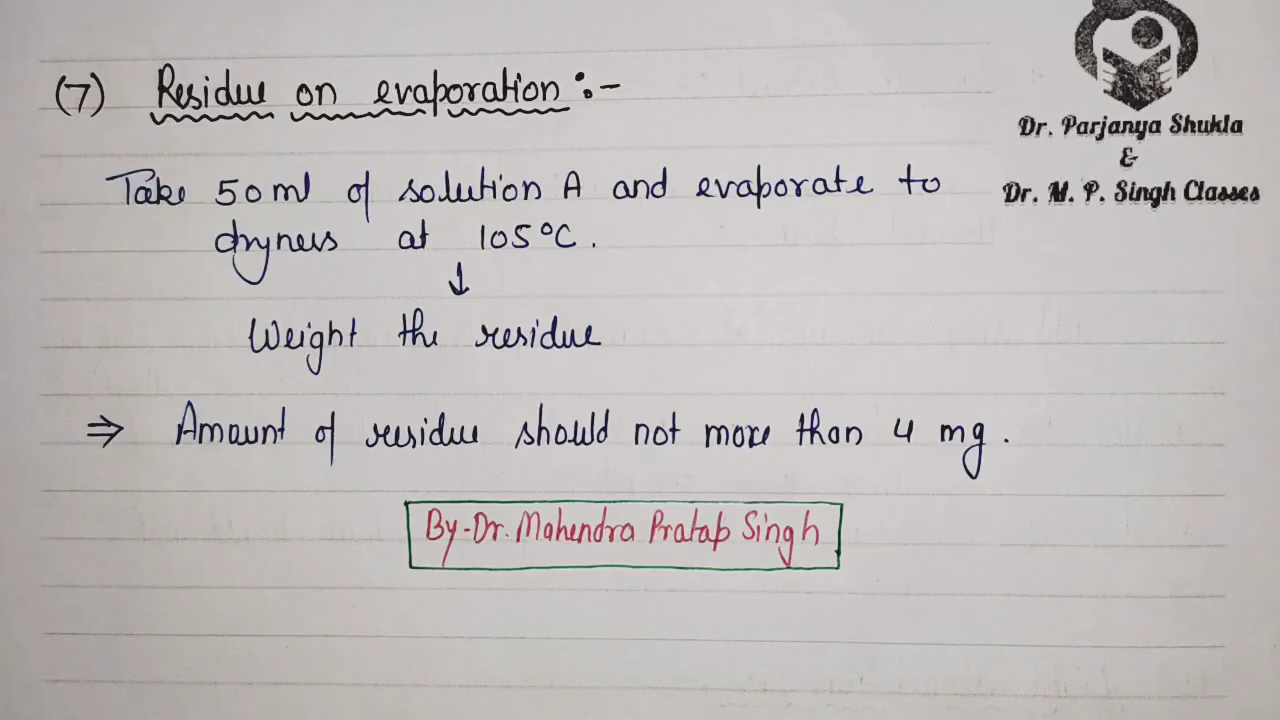 (7) Residue on evaporation :-
Dr. Parjanya Shukla
&
Dr. M. P. Singh Classes
Take 50 ml of solution A and evaporate to
dryness at 105°C.
↓
Weight the residue
⇒ Amount of residue should not more than 4 mg.
By-Dr. Mahendra Pratap Singh